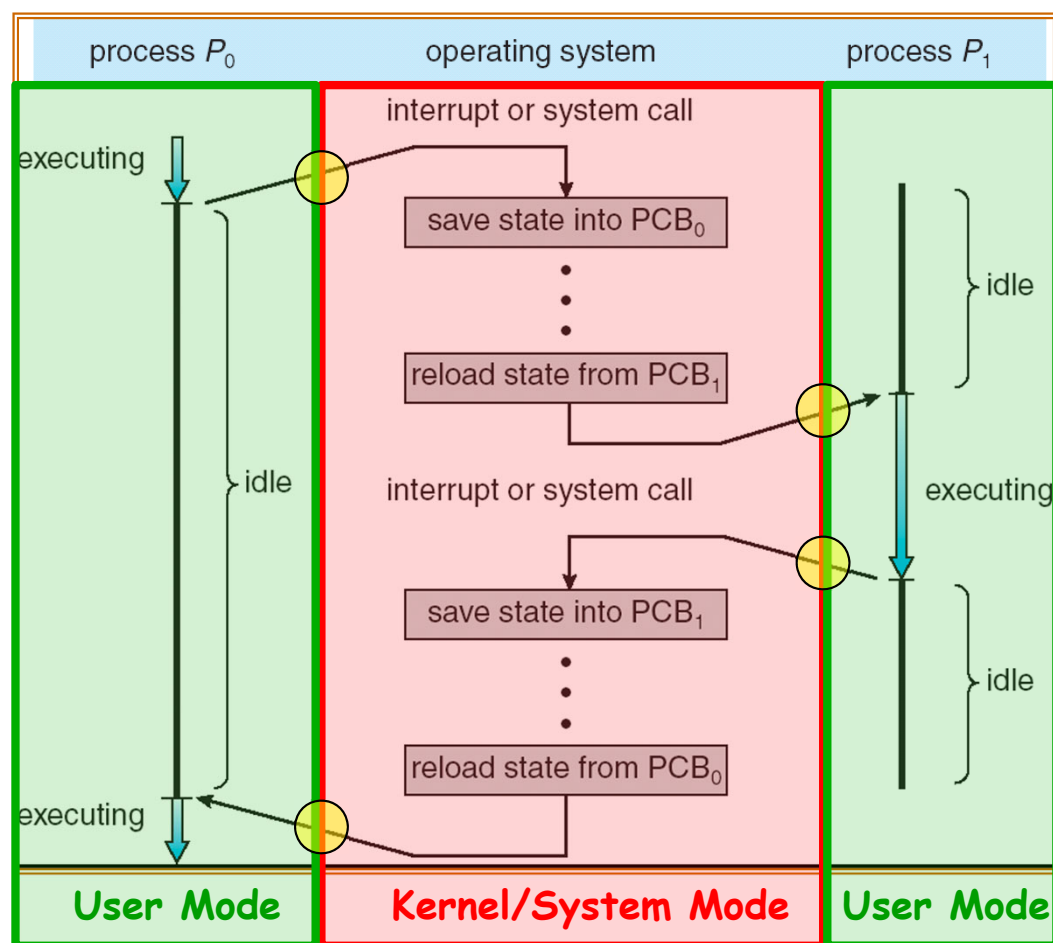 process P₀ operating system process P₁
interrupt or system call
executing
save state into PCB₀
idle
reload state from PCB₁
idle
interrupt or system call
executing
save state into PCB₁
idle
reload state from PCB₀
executing
User Mode Kernel/System Mode User Mode